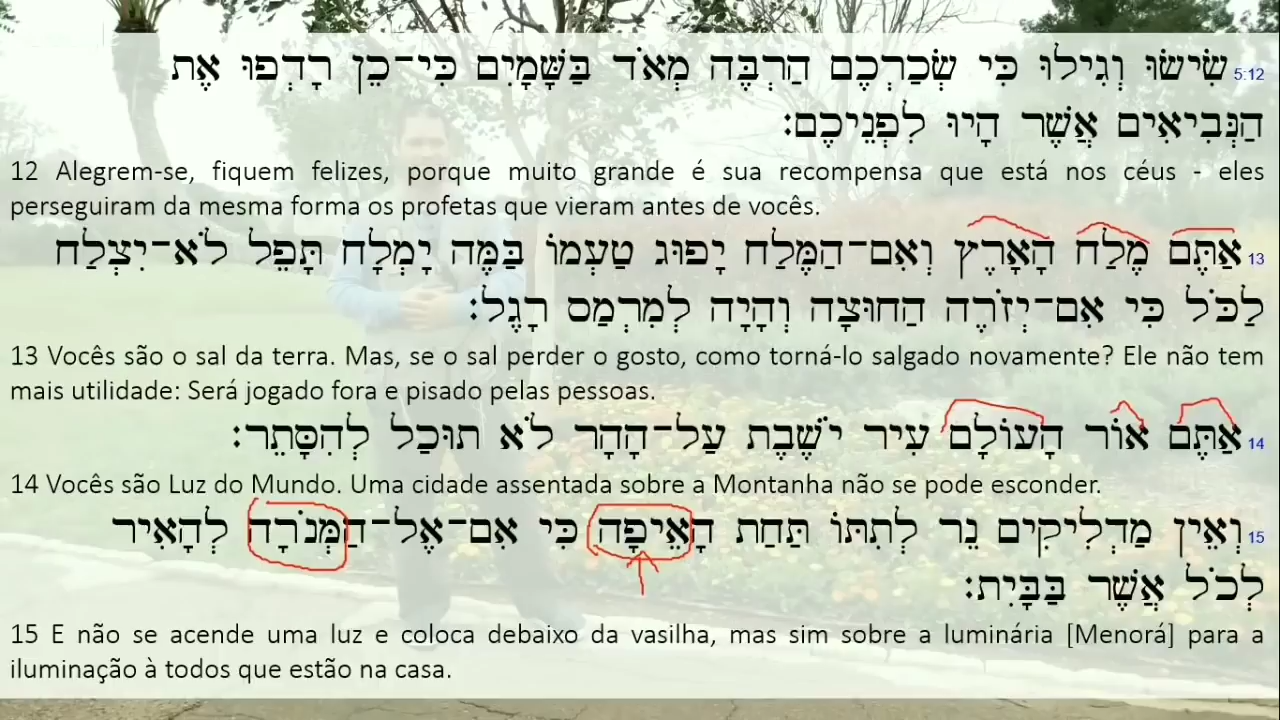 5:12 שִׂישׂוּ וְגִילוּ כִּי שְׂכַרְכֶם הַרְבֵּה מְאֹד בַּשָּׁמָיִם כִּי־כֵן רָדְפוּ אֶת
הַנְּבִיאִים אֲשֶׁר הָיוּ לִפְנֵיכֶם׃
12 Alegrem-se, fiquem felizes, porque muito grande é sua recompensa que está nos céus - eles
perseguiram da mesma forma os profetas que vieram antes de vocês.
13 אַתֶּם מֶלַח הָאָרֶץ וְאִם־הַמֶּלַח יָפוּג טַעְמוֹ בַּמֶּה יָמְלָח תָּפֵל לֹא־יִצְלַח
לַכֹּל כִּי אִם־יְזֹרֶה הַחוּצָה וְהָיָה לְמִרְמַס רָגֶל׃
13 Vocês são o sal da terra. Mas, se o sal perder o gosto, como torná-lo salgado novamente? Ele não tem
mais utilidade: Será jogado fora e pisado pelas pessoas.
14 אַתֶּם אוֹר הָעוֹלָם עִיר יֹשֶׁבֶת עַל־הָהָר לֹא תוּכַל לְהִסָּתֵר׃
14 Vocês são Luz do Mundo. Uma cidade assentada sobre a Montanha não se pode esconder.
15 וְאֵין מַדְלִיקִים נֵר לְתִתּוֹ תַּחַת הָאֵיפָה כִּי אִם־אֶל־הַמְּנֹרָה לְהָאִיר
לְכֹל אֲשֶׁר בַּבָּיִת׃
15 E não se acende uma luz e coloca debaixo da vasilha, mas sim sobre a luminária [Menorá] para a
iluminação à todos que estão na casa.